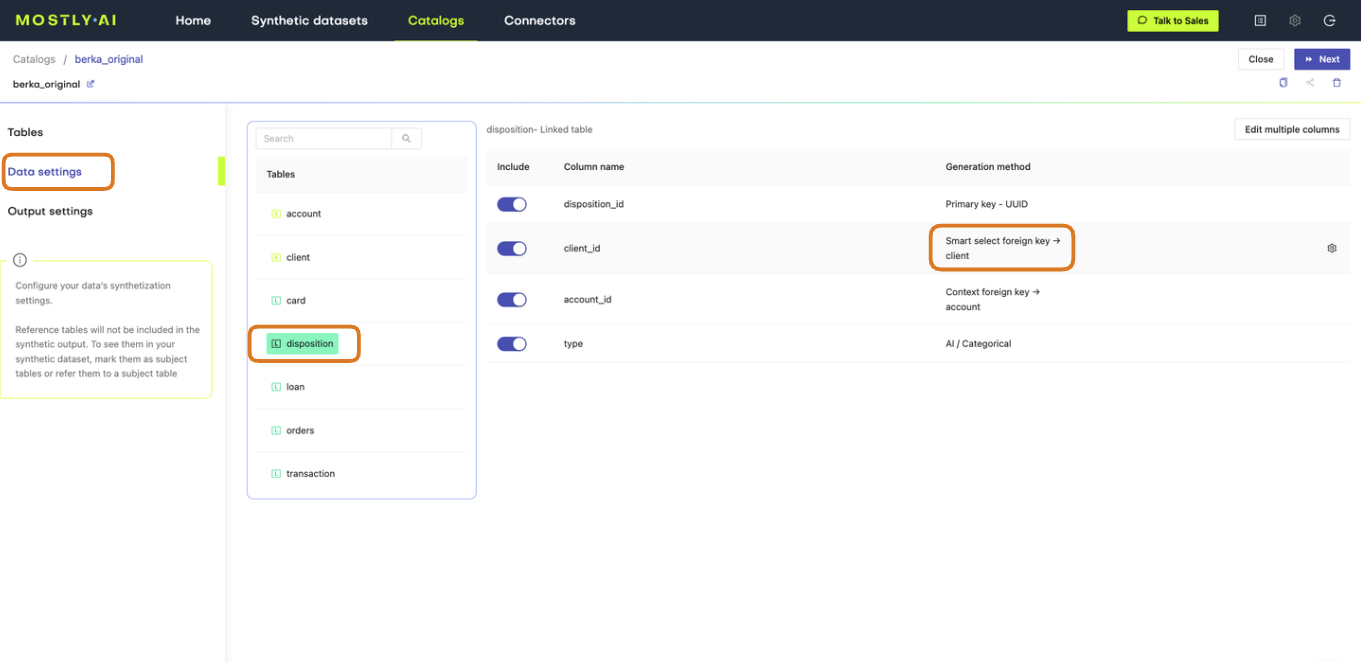 MOSTLY·AI
Home
Synthetic datasets
Catalogs
Connectors
Talk to Sales
Catalogs / berka_original
Close
Next
berka_original
Tables
Data settings
Output settings
Configure your data's synthetization
settings.
Reference tables will not be included in the
synthetic output. To see them in your
synthetic dataset, mark them as subject
tables or refer them to a subject table
Search
Tables
S account
S client
L card
L disposition
L loan
L orders
L transaction
disposition- Linked table
Edit multiple columns
Include
Column name
Generation method
disposition_id
Primary key - UUID
client_id
Smart select foreign key →
client
account_id
Context foreign key →
account
type
AI / Categorical